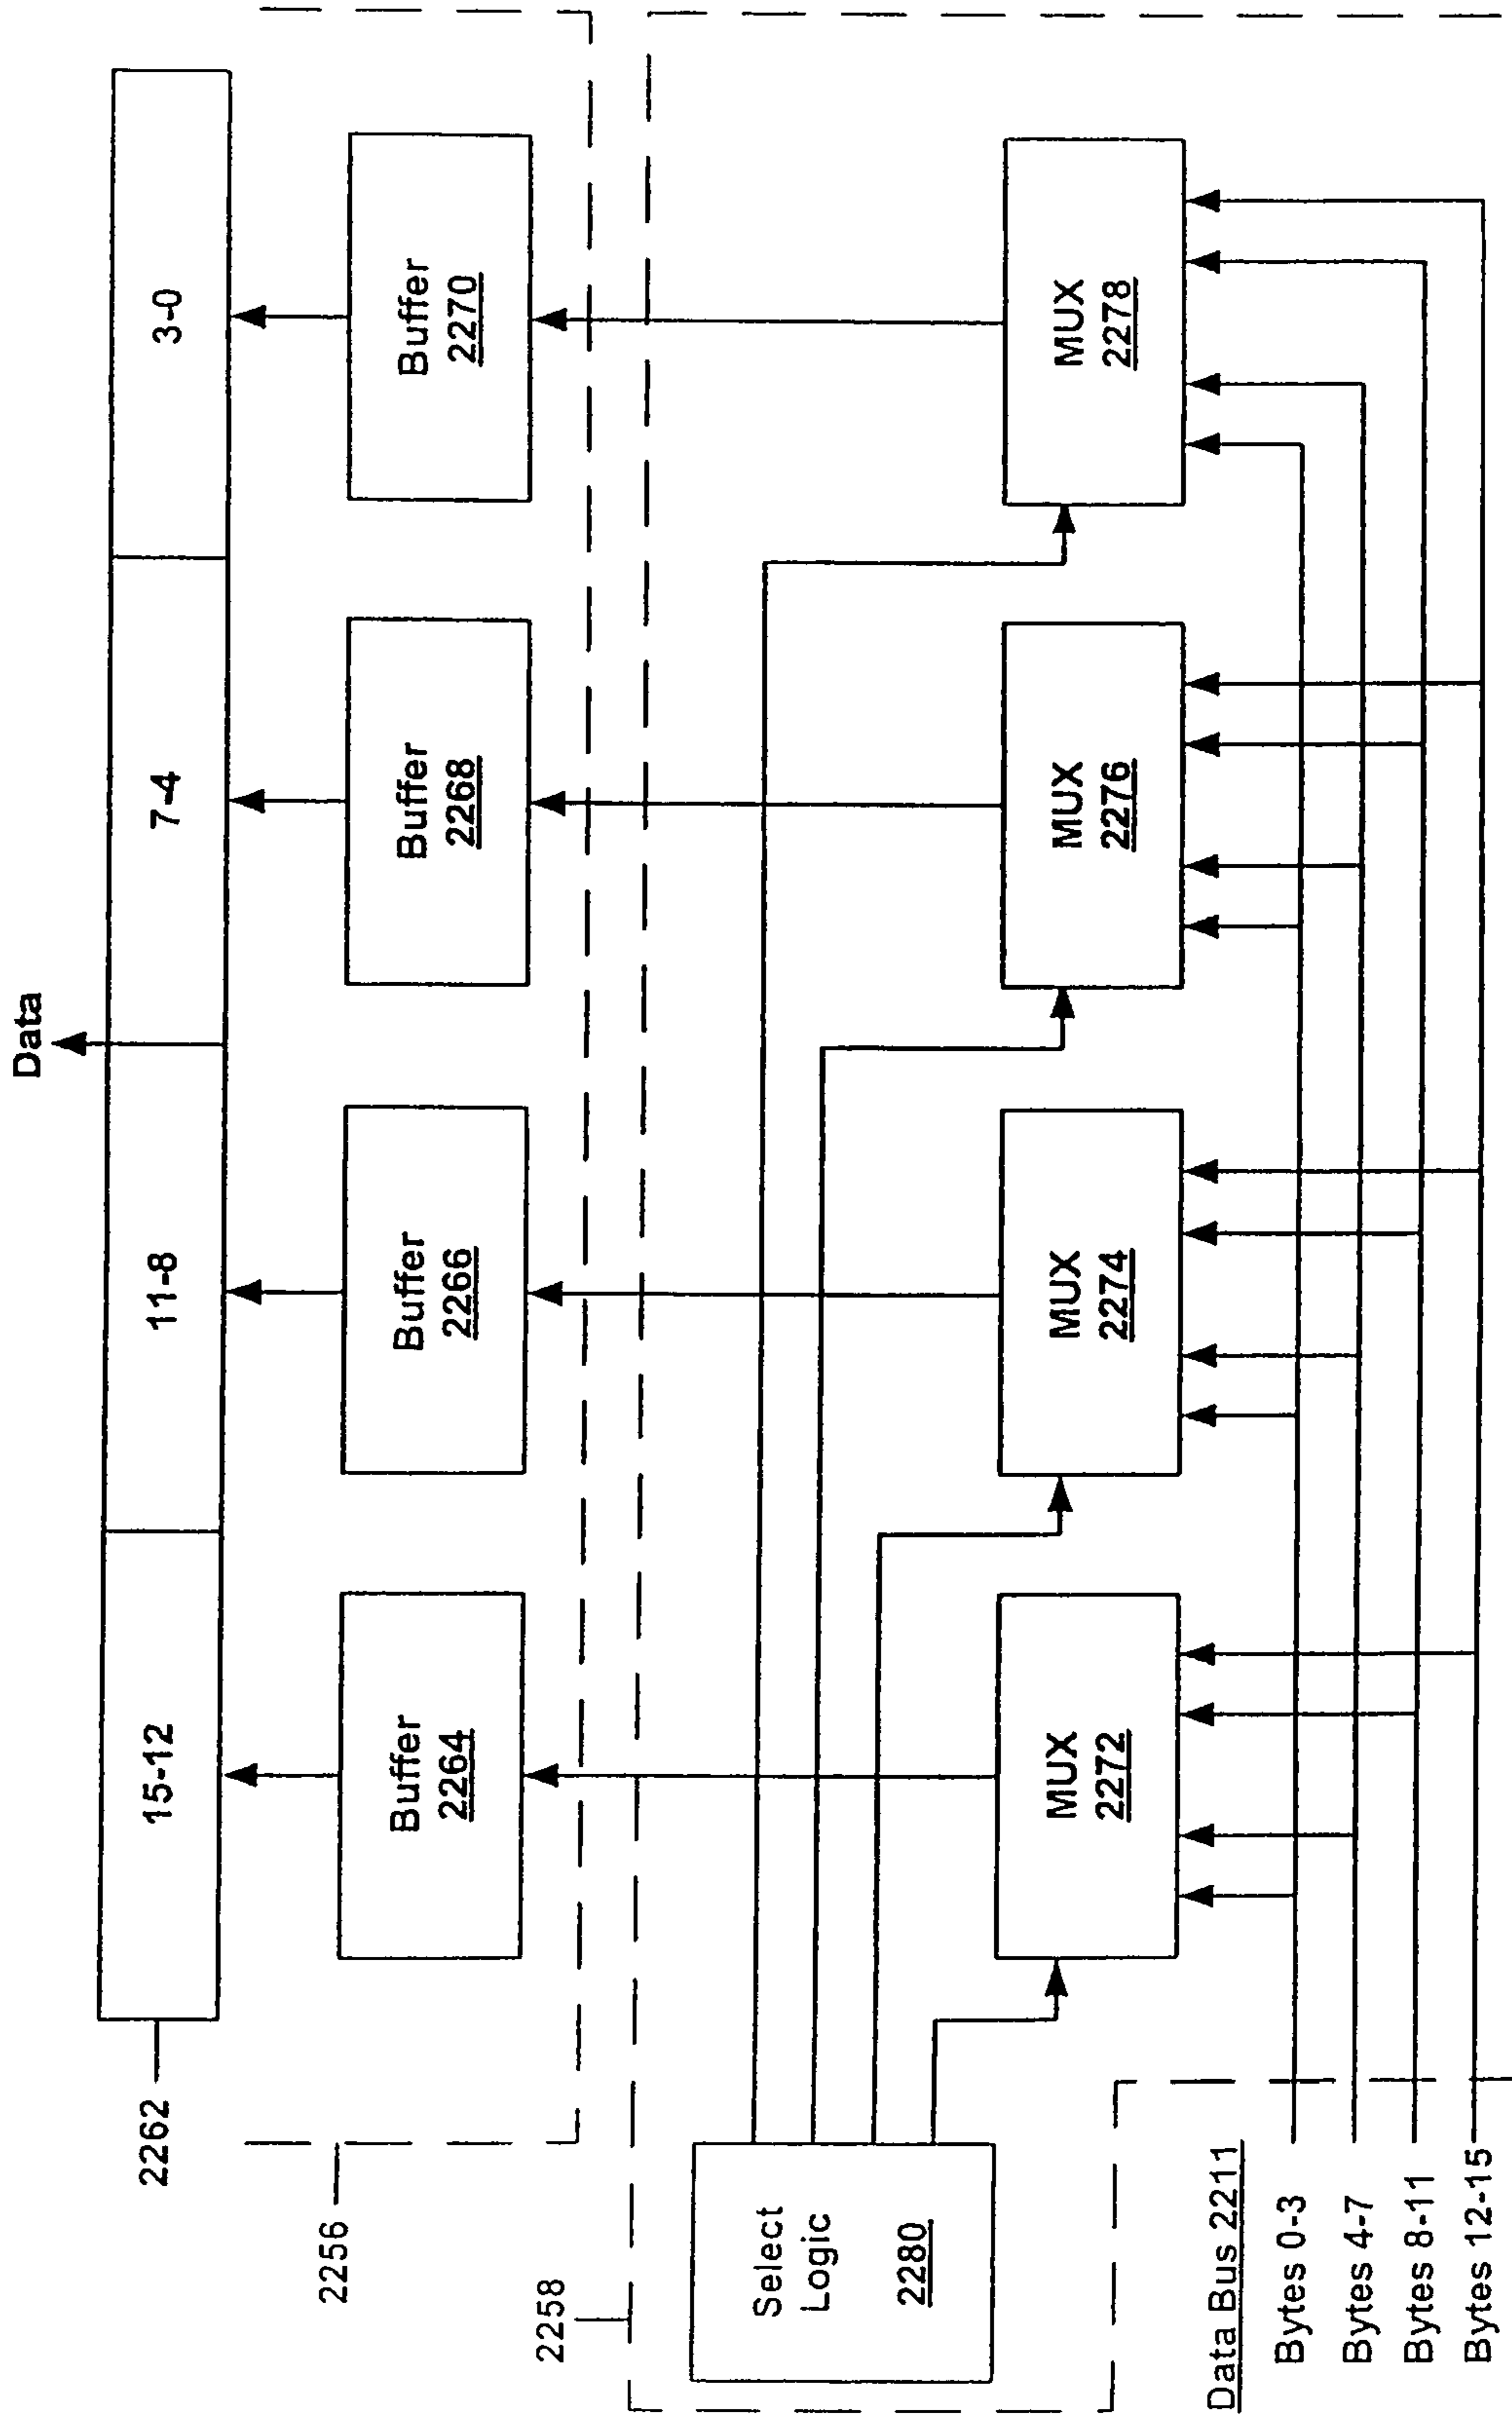 Data
2262
15-12
11-8
7-4
3-0
2256
Buffer
2264
Buffer
2266
Buffer
2268
Buffer
2270
2258
Select
Logic
2280
MUX
2272
MUX
2274
MUX
2276
MUX
2278
Data Bus 2211
Bytes 0-3
Bytes 4-7
Bytes 8-11
Bytes 12-15